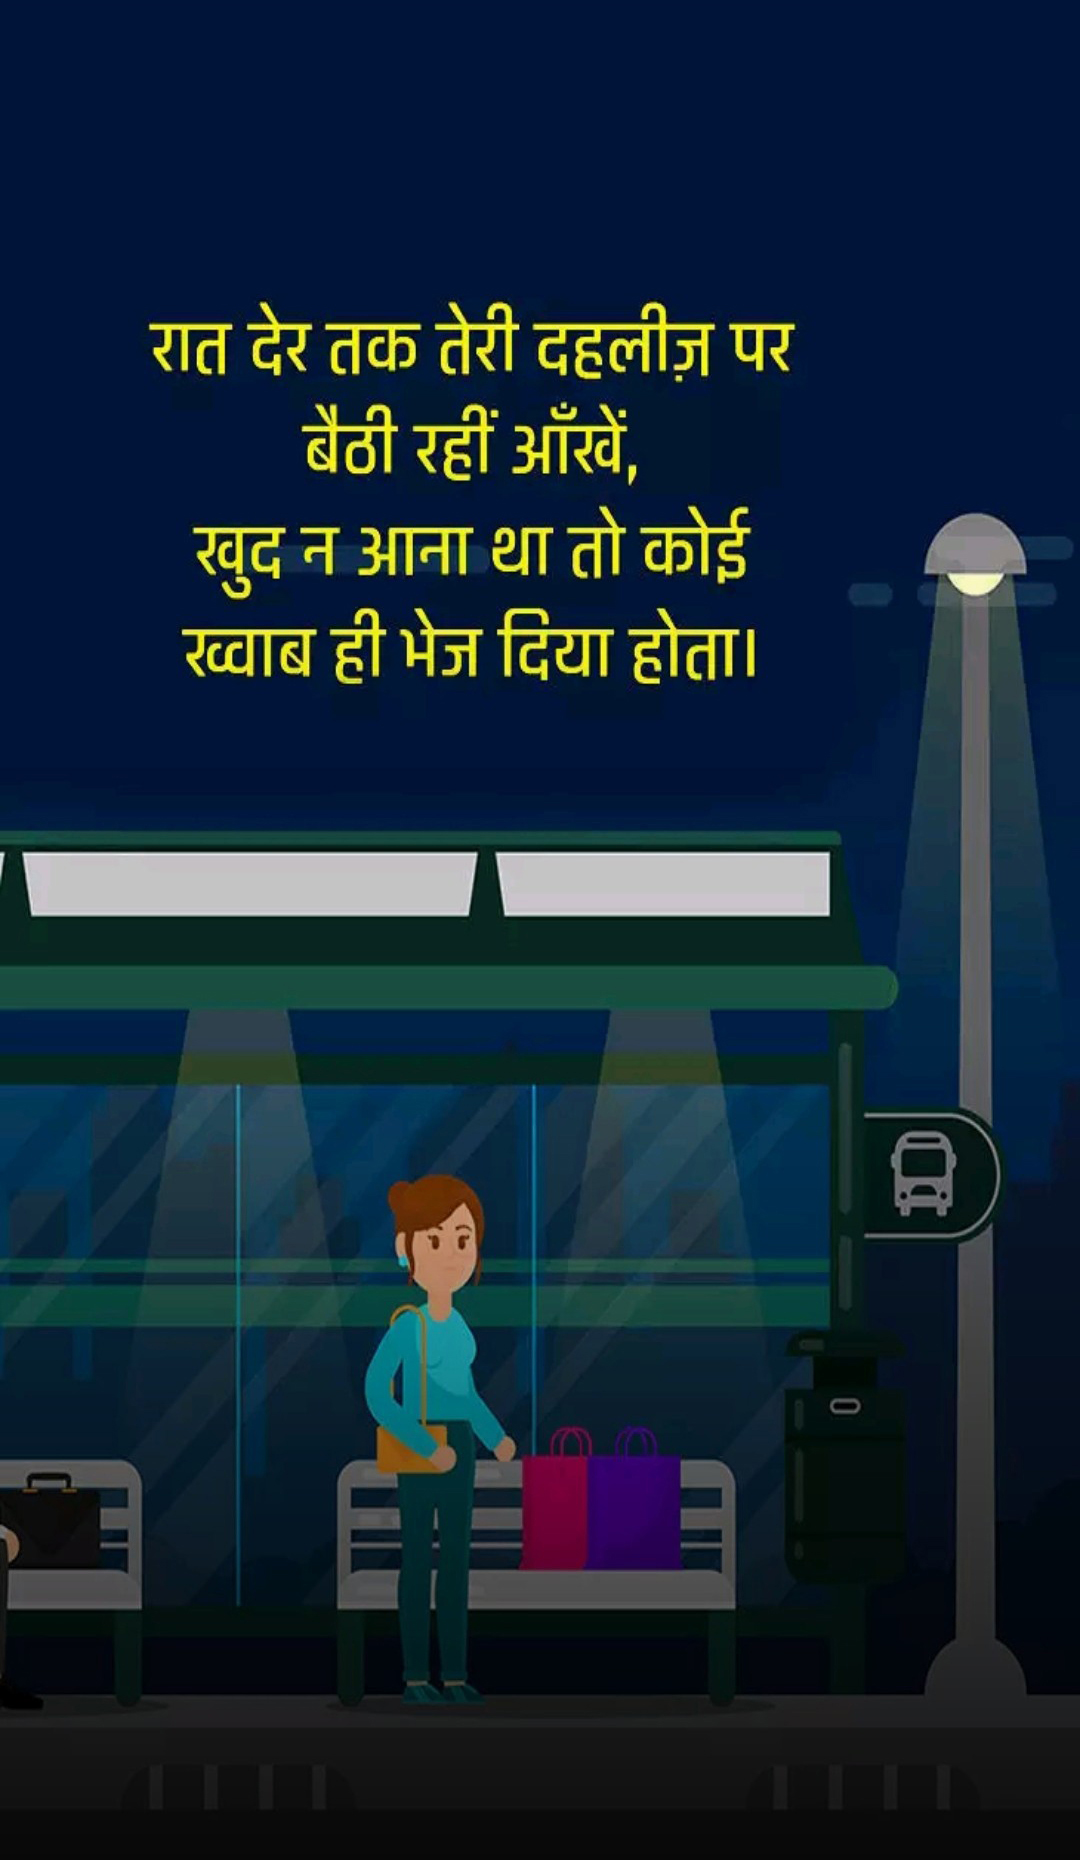 रात देर तक तेरी दहलीज़ पर
बैठी रहीं आँखें,
खुद न आना था तो कोई
ख्वाब ही भेज दिया होता।